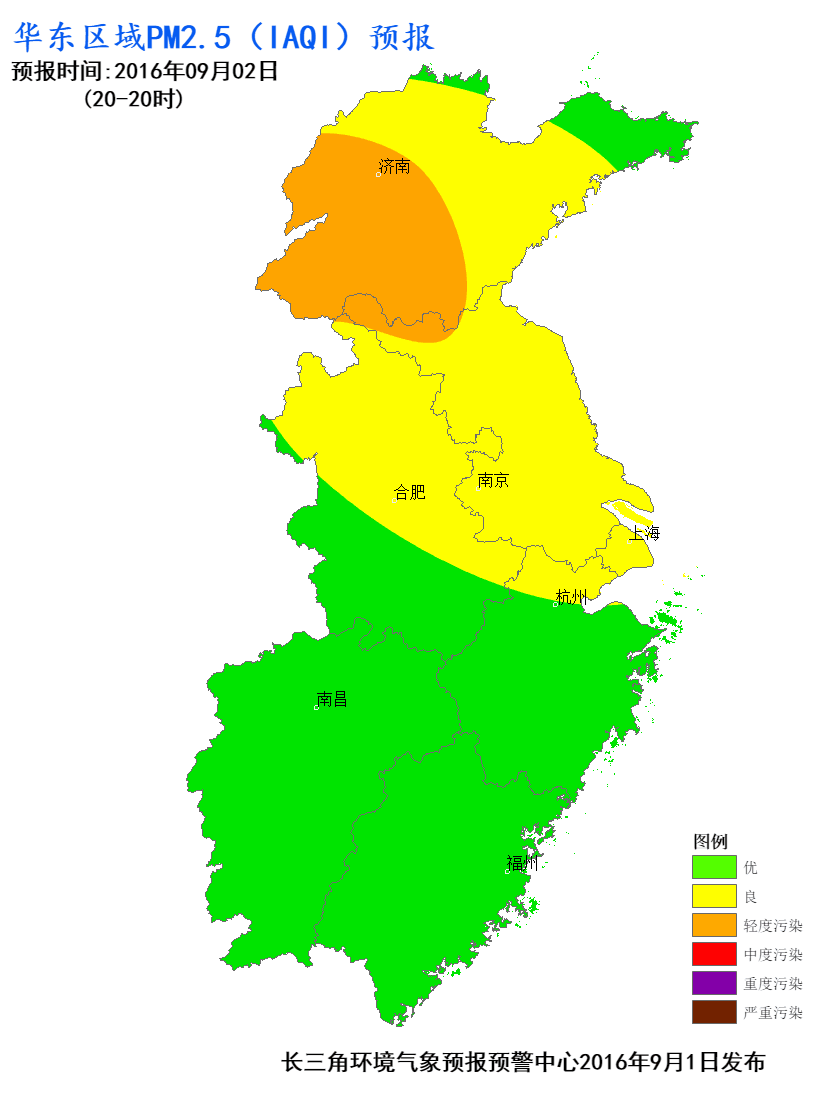 华东区域PM2.5（IAQI）预报
预报时间:2016年09月02日
(20-20时)
济南
南京
合肥
上海
杭州
南昌
福州
图例
优
良
轻度污染
中度污染
重度污染
严重污染
长三角环境气象预报预警中心2016年9月1日发布